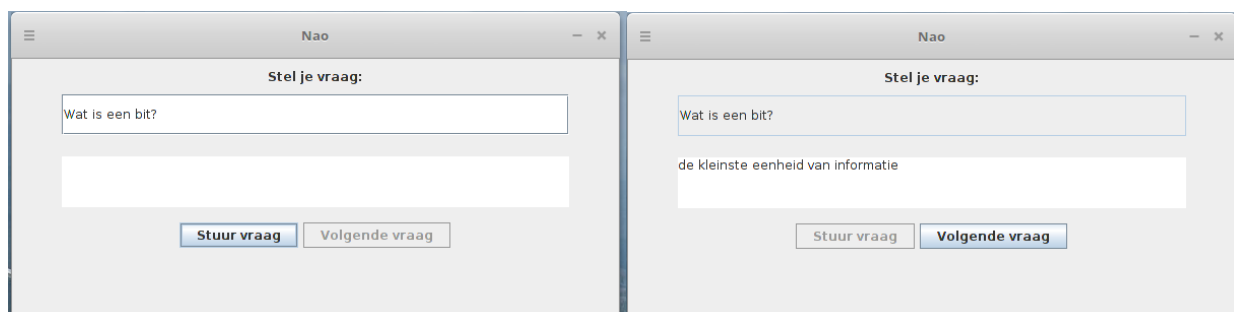 Nao
Stel je vraag:
Wat is een bit?
Stuur vraag Volgende vraag
Nao
Stel je vraag:
Wat is een bit?
de kleinste eenheid van informatie
Stuur vraag Volgende vraag